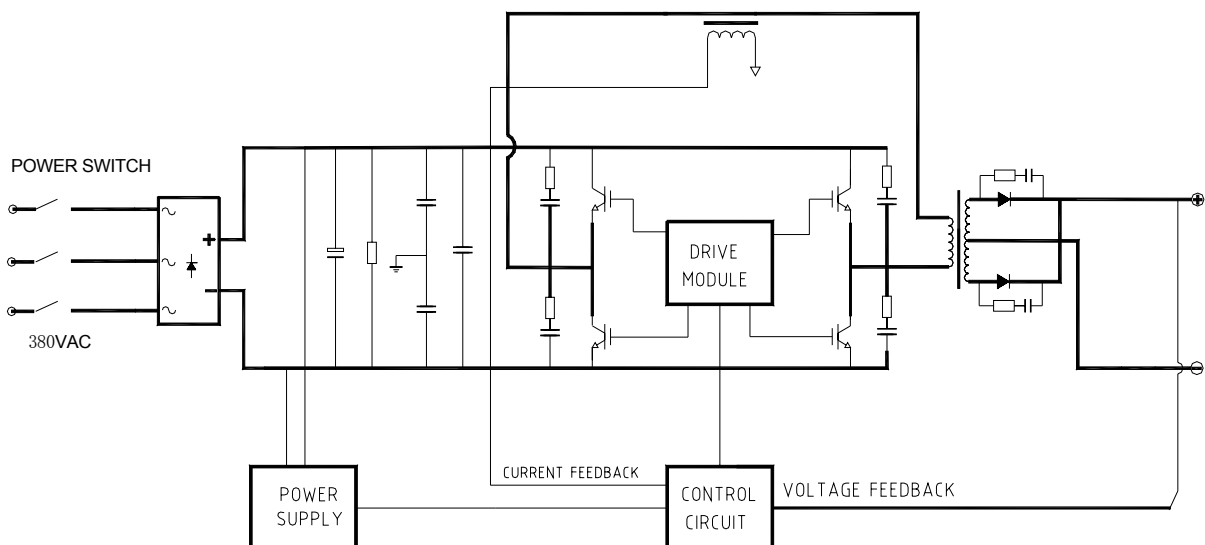 POWER SWITCH
380VAC
DRIVE
MODULE
POWER
SUPPLY
CURRENT FEEDBACK
CONTROL
CIRCUIT
VOLTAGE FEEDBACK